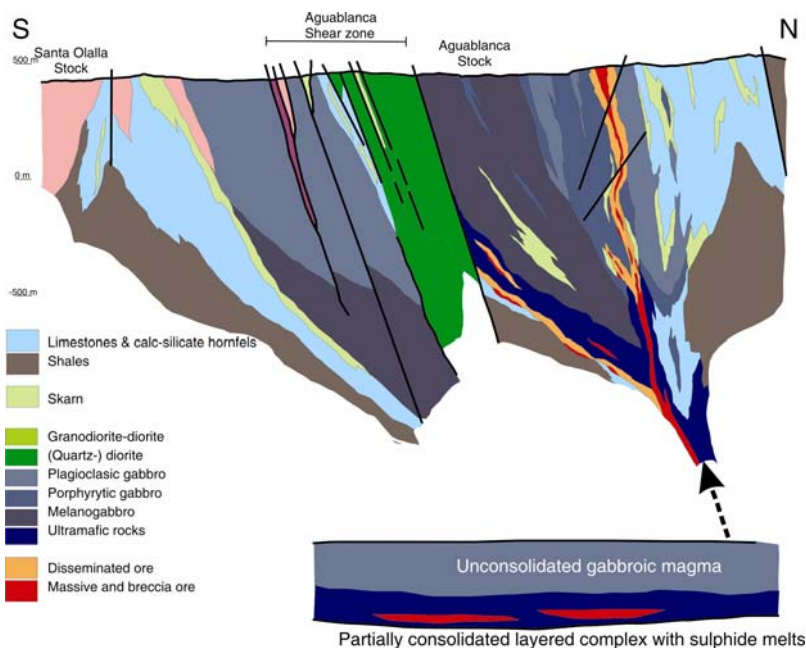 S
N
Aguablanca
Shear zone
Santa Olalla
Stock
Aguablanca
Stock
500 m
0 m
-500 m
Limestones & calc-silicate hornfels
Shales
Skarn
Granodiorite-diorite
(Quartz-) diorite
Plagioclasic gabbro
Porphyrytic gabbro
Melanogabbro
Ultramafic rocks
Disseminated ore
Massive and breccia ore
Unconsolidated gabbroic magma
Partially consolidated layered complex with sulphide melts